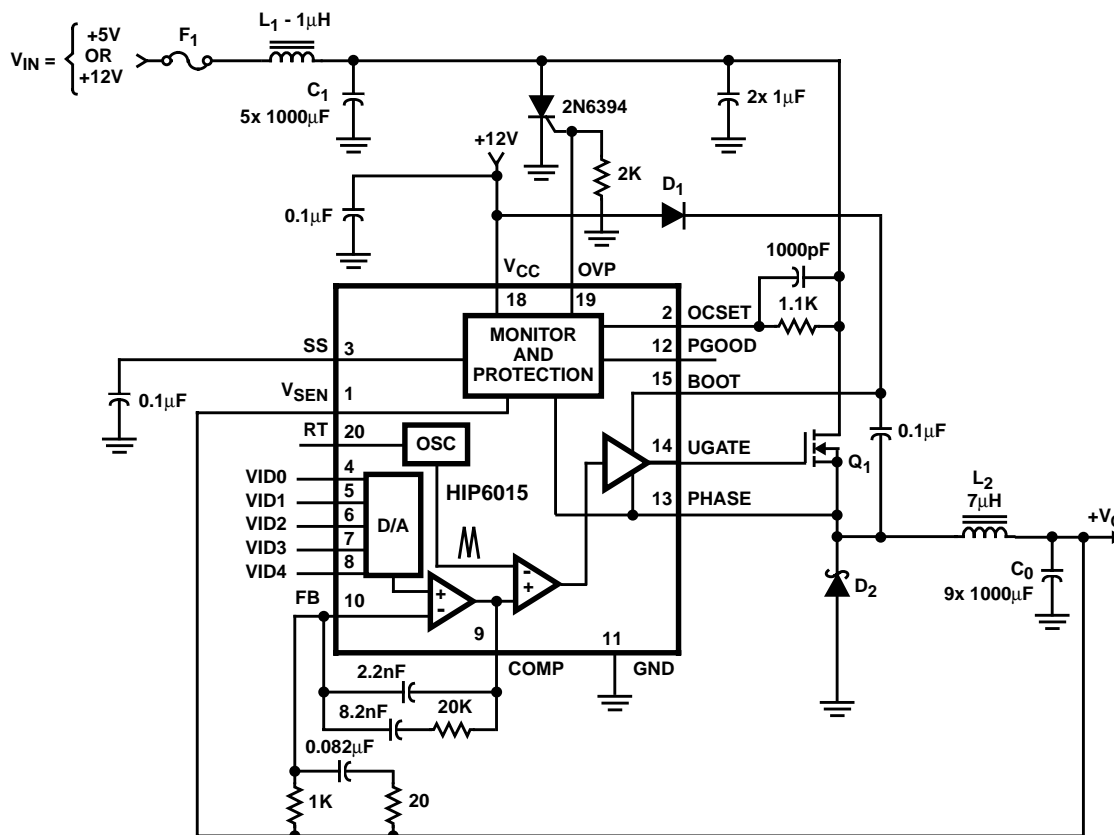 L1 - 1μH
F1
VIN = +5V
OR
+12V
C1
5x 1000μF
2N6394
2x 1μF
+12V
2K
D1
0.1μF
1000pF
VCC
OVP
18
19
2
OCSET
1.1K
MONITOR
AND
PROTECTION
12
PGOOD
SS
3
15
BOOT
VSEN
1
0.1μF
0.1μF
RT
20
OSC
14
UGATE
Q1
VID0
4
HIP6015
13
PHASE
L2
7μH
VID1
5
VID2
6
D/A
+VO
VID3
7
VID4
8
+
-
-
+
D2
C0
9x 1000μF
FB
10
9
11
COMP
GND
2.2nF
8.2nF
20K
0.082μF
1K
20